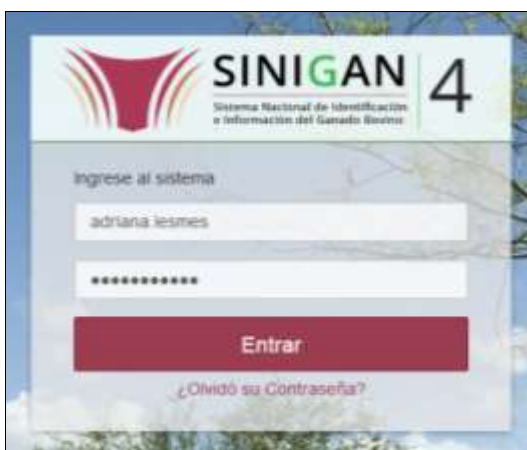 SINIGAN 4
Sistema Nacional de Identificación
e Información del Ganado Bovino
Ingrese al sistema
adriana lesmes
•••••••••••
Entrar
¿Olvidó su Contraseña?